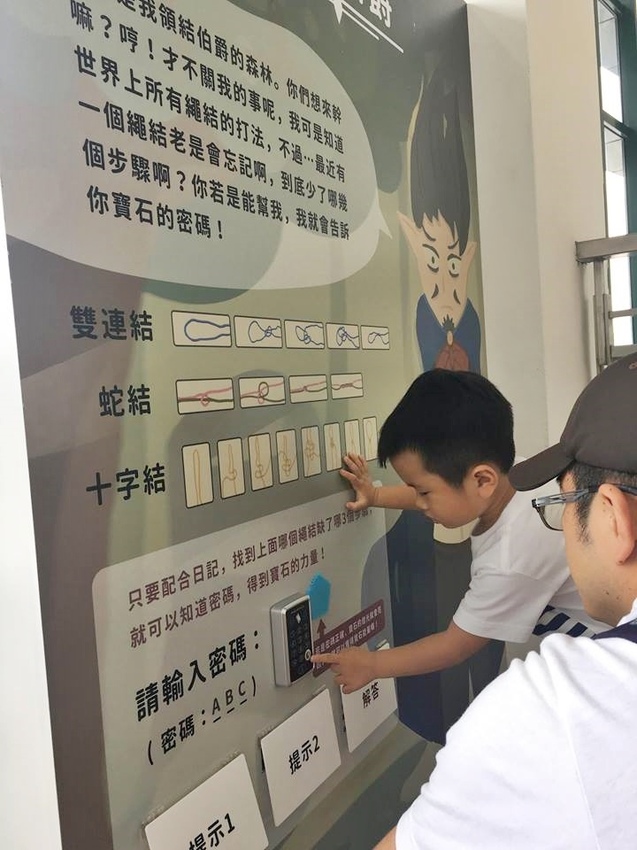 是我領結伯爵的森林。你們想來幹
嘛？哼！才不關我的事呢，我可是知道
世界上所有繩結的打法，不過…最近有
一個繩結老是會忘記啊，到底少了哪幾
個步驟啊？你若是能幫我，我就會告訴
你寶石的密碼！
雙連結
蛇結
十字結
只要配合日記，找到上面哪個繩結缺了哪3個步驟，
就可以知道密碼，得到寶石的力量！
請輸入密碼：
(密碼：A B C)
提示1
提示2
解答